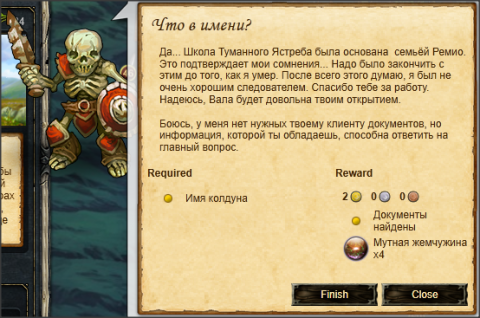 x4
Что в имени?
Да... Школа Туманного Ястреба была основана семьёй Ремио.
Это подтверждает мои сомнения... Надо было закончить с
этим до того, как я умер. После всего этого думаю, я был не
очень хорошим следователем. Спасибо тебе за работу.
Надеюсь, Вала будет довольна твоим открытием.
Боюсь, у меня нет нужных твоему клиенту документов, но
информация, которой ты обладаешь, способна ответить на
главный вопрос.
Required
Имя колдуна
Reward
2 0 0
Документы
найдены
Мутная жемчужина
x4
Finish
Close